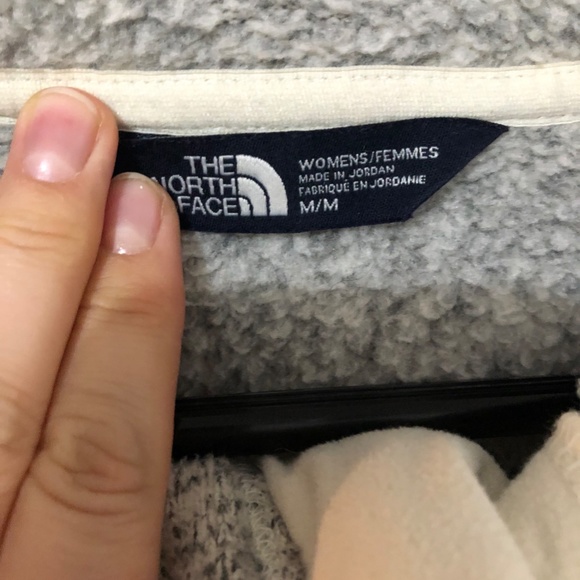 THE
NORTH
FACE
WOMENS/FEMMES
MADE IN JORDAN
FABRIQUÉ EN JORDANIE
M/M